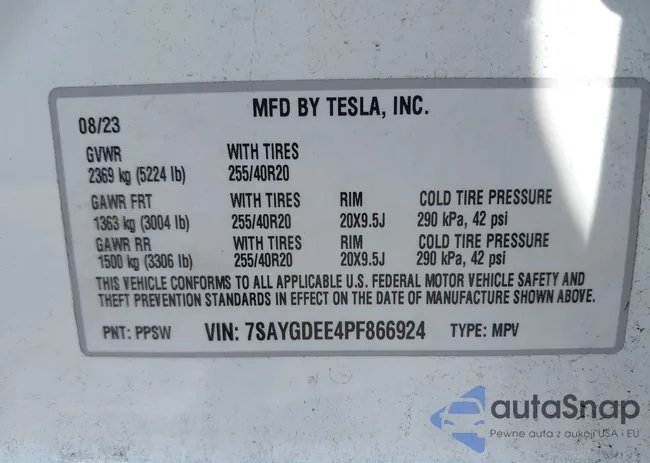 MFD BY TESLA, INC.
08/23
GVWR WITH TIRES
2369 kg (5224 lb) 255/40R20
GAWR FRT WITH TIRES RIM COLD TIRE PRESSURE
1363 kg (3004 lb) 255/40R20 20X9.5J 290 kPa, 42 psi
GAWR RR WITH TIRES RIM COLD TIRE PRESSURE
1500 kg (3306 lb) 255/40R20 20X9.5J 290 kPa, 42 psi
THIS VEHICLE CONFORMS TO ALL APPLICABLE U.S. FEDERAL MOTOR VEHICLE SAFETY AND
THEFT PREVENTION STANDARDS IN EFFECT ON THE DATE OF MANUFACTURE SHOWN ABOVE.
PNT: PPSW VIN: 7SAYGDEE4PF866924 TYPE: MPV
autaSnap
Pewne auta z aukcji USA i EU